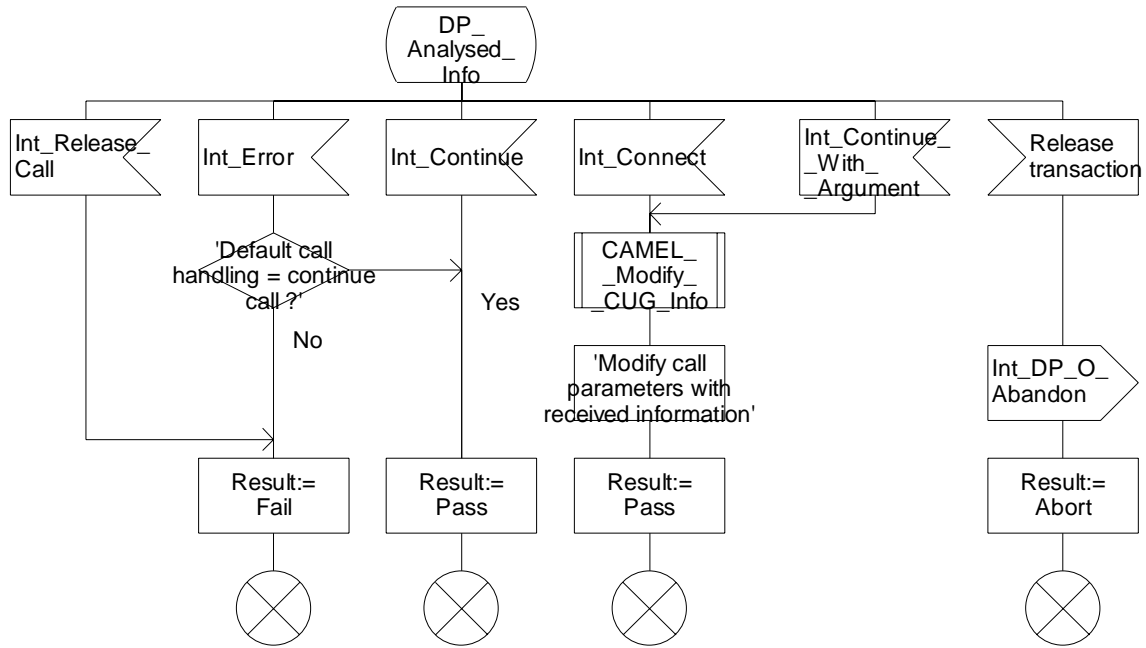 DP_
Analysed_
Info
Int_Release_
Call
Int_Error
Int_Continue
Int_Connect
Int_Continue_
_With_
_Argument
Release
transaction
'Default call
handling = continue
call ?'
Yes
No
CAMEL_
_Modify_
_CUG_Info
'Modify call
parameters with
received information'
Int_DP_O_
Abandon
Result:=
Fail
Result:=
Pass
Result:=
Pass
Result:=
Abort